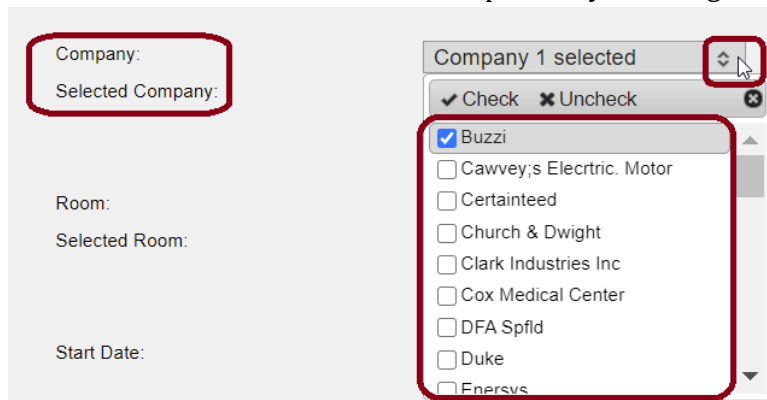 Company:
Company 1 selected
Selected Company:
Check Uncheck
Buzzi
Cawvey;s Elecrtric. Motor
Certainteed
Room:
Church & Dwight
Selected Room:
Clark Industries Inc
Cox Medical Center
DFA Spfld
Start Date:
Duke
Enersys